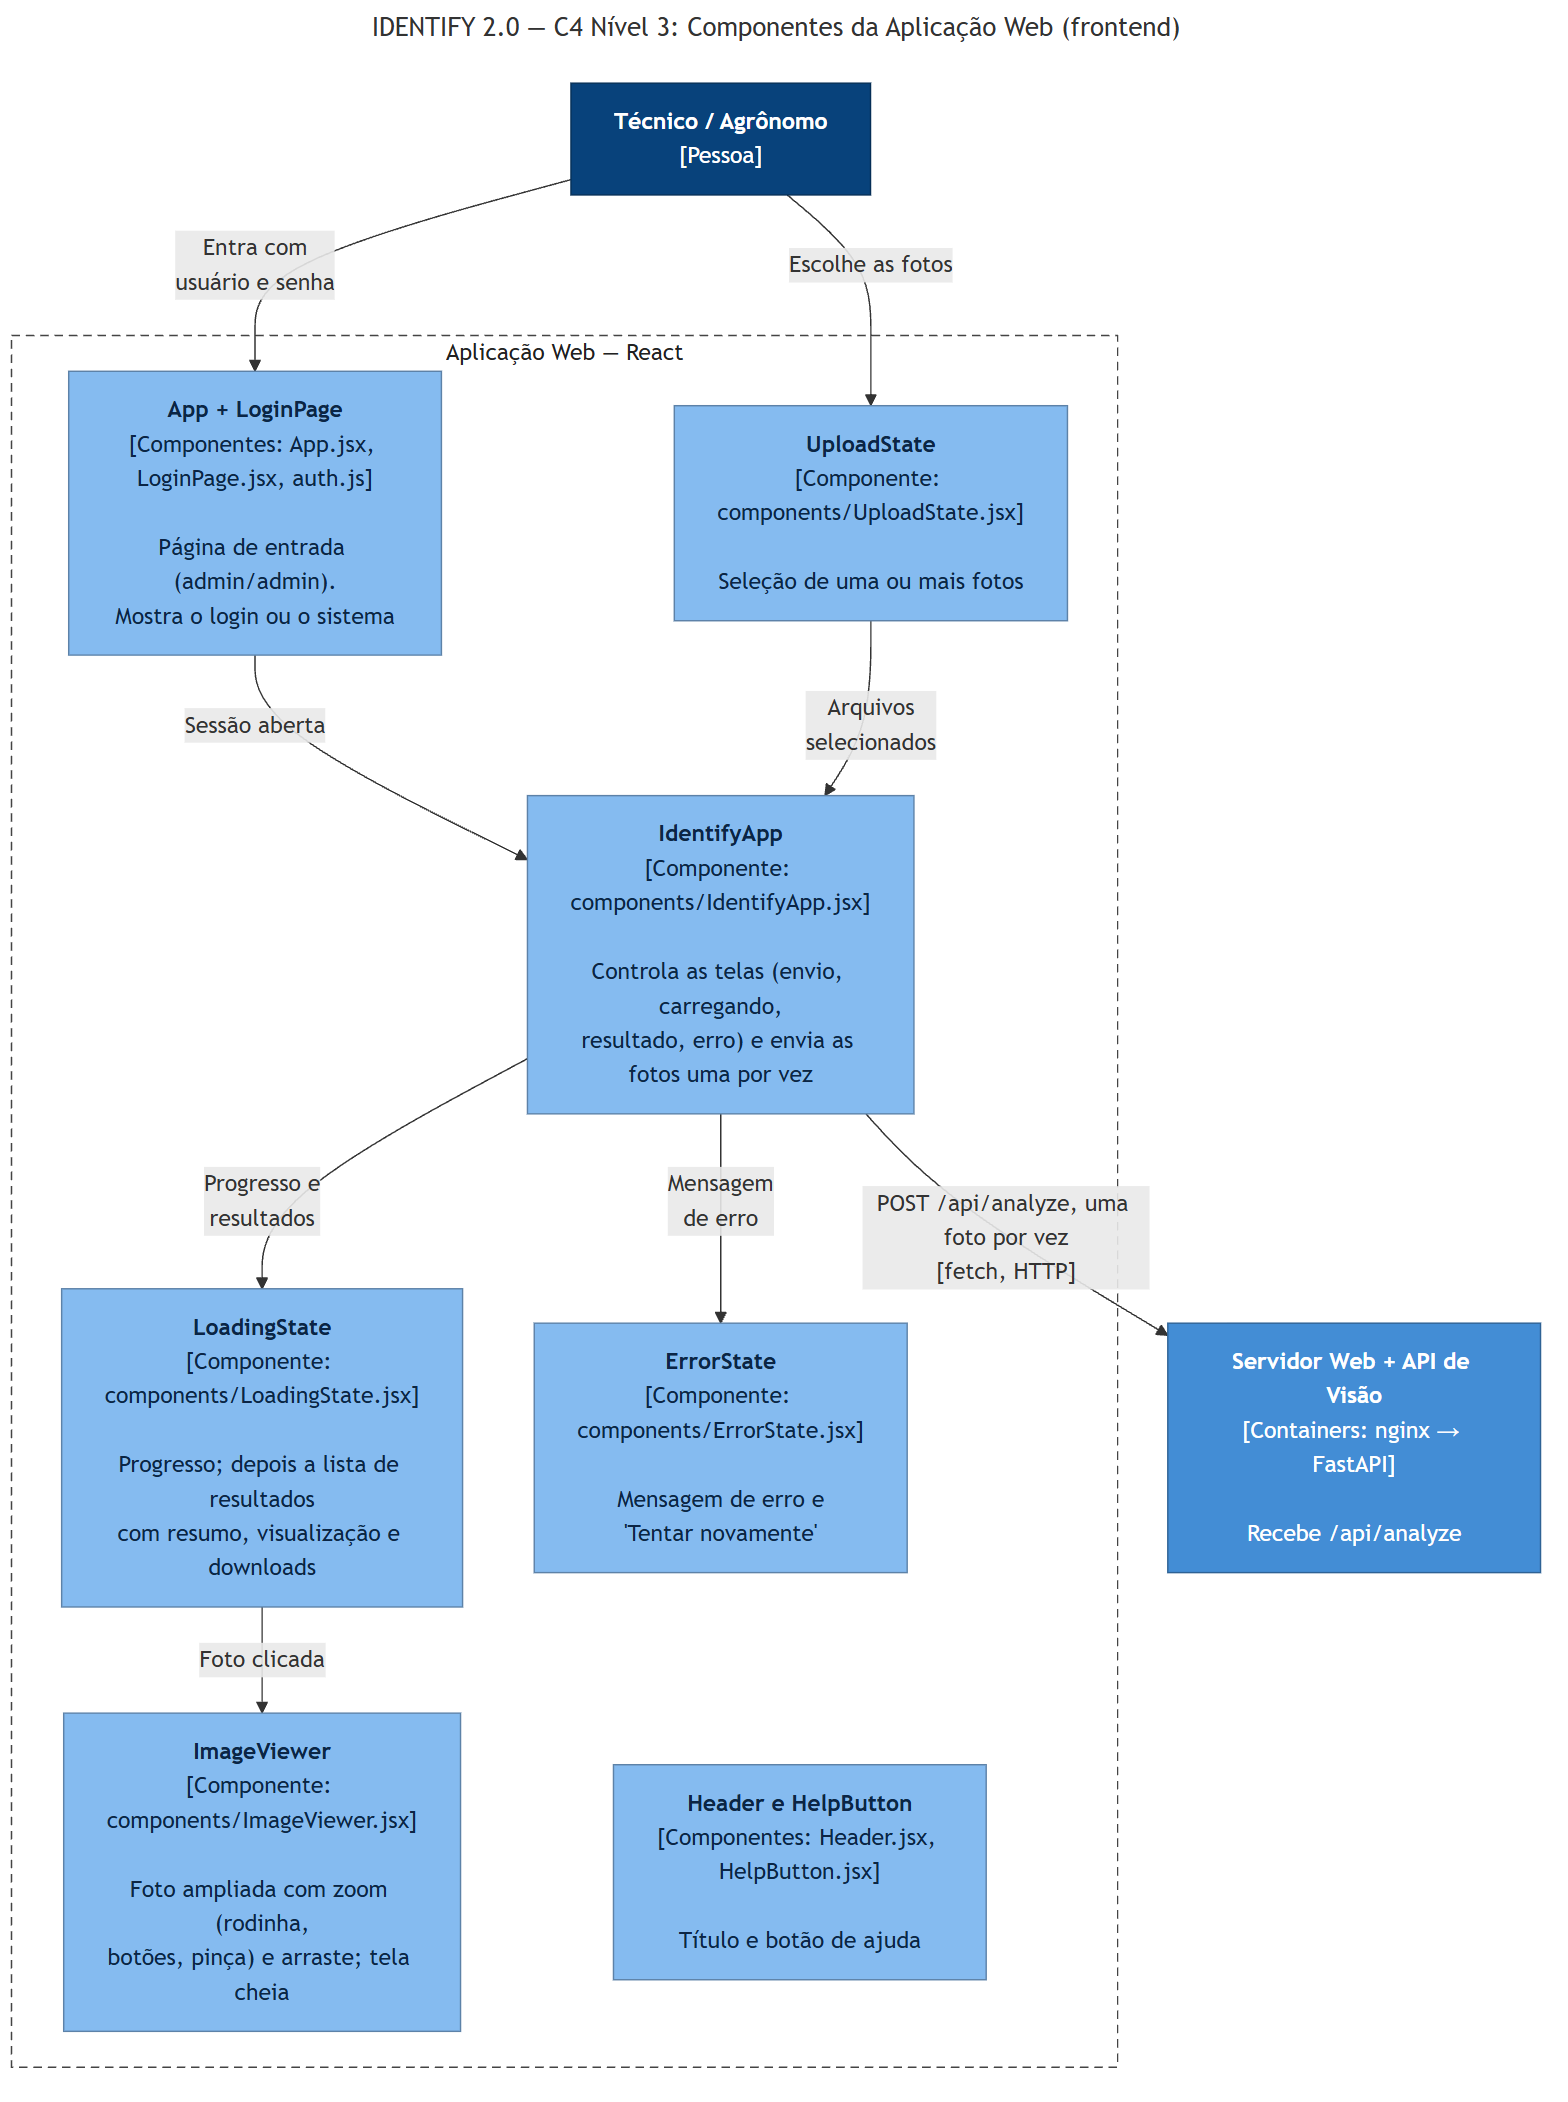 IDENTIFY 2.0 — C4 Nível 3: Componentes da Aplicação Web (frontend)
Técnico / Agrônomo
[Pessoa]
Entra com
usuário e senha
Escolhe as fotos
Aplicação Web — React
App + LoginPage
[Componentes: App.jsx,
LoginPage.jsx, auth.js]
Página de entrada
(admin/admin).
Mostra o login ou o sistema
UploadState
[Componente:
components/UploadState.jsx]
Seleção de uma ou mais fotos
Sessão aberta
Arquivos
selecionados
IdentifyApp
[Componente:
components/IdentifyApp.jsx]
Controla as telas (envio,
carregando,
resultado, erro) e envia as
fotos uma por vez
Progresso e
resultados
Mensagem
de erro
POST /api/analyze, uma
foto por vez
[fetch, HTTP]
LoadingState
[Componente:
components/LoadingState.jsx]
Progresso; depois a lista de
resultados
com resumo, visualização e
downloads
ErrorState
[Componente:
components/ErrorState.jsx]
Mensagem de erro e
'Tentar novamente'
Servidor Web + API de
Visão
[Containers: nginx →
FastAPI]
Recebe /api/analyze
Foto clicada
ImageViewer
[Componente:
components/ImageViewer.jsx]
Foto ampliada com zoom
(rodinha,
botões, pinça) e arraste; tela
cheia
Header e HelpButton
[Componentes: Header.jsx,
HelpButton.jsx]
Título e botão de ajuda